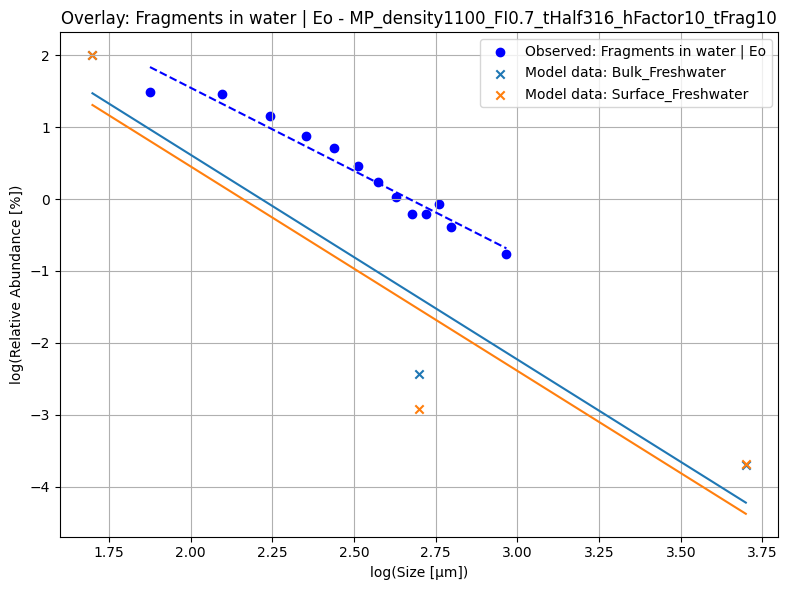 Overlay: Fragments in water | Eo - MP_density1100_FI0.7_tHalf316_hFactor10_tFrag10
Observed: Fragments in water | Eo
Model data: Bulk_Freshwater
Model data: Surface_Freshwater
log(Relative Abundance [%])
2
1
0
−1
−2
−3
−4
1.75
2.00
2.25
2.50
2.75
3.00
3.25
3.50
3.75
log(Size [µm])